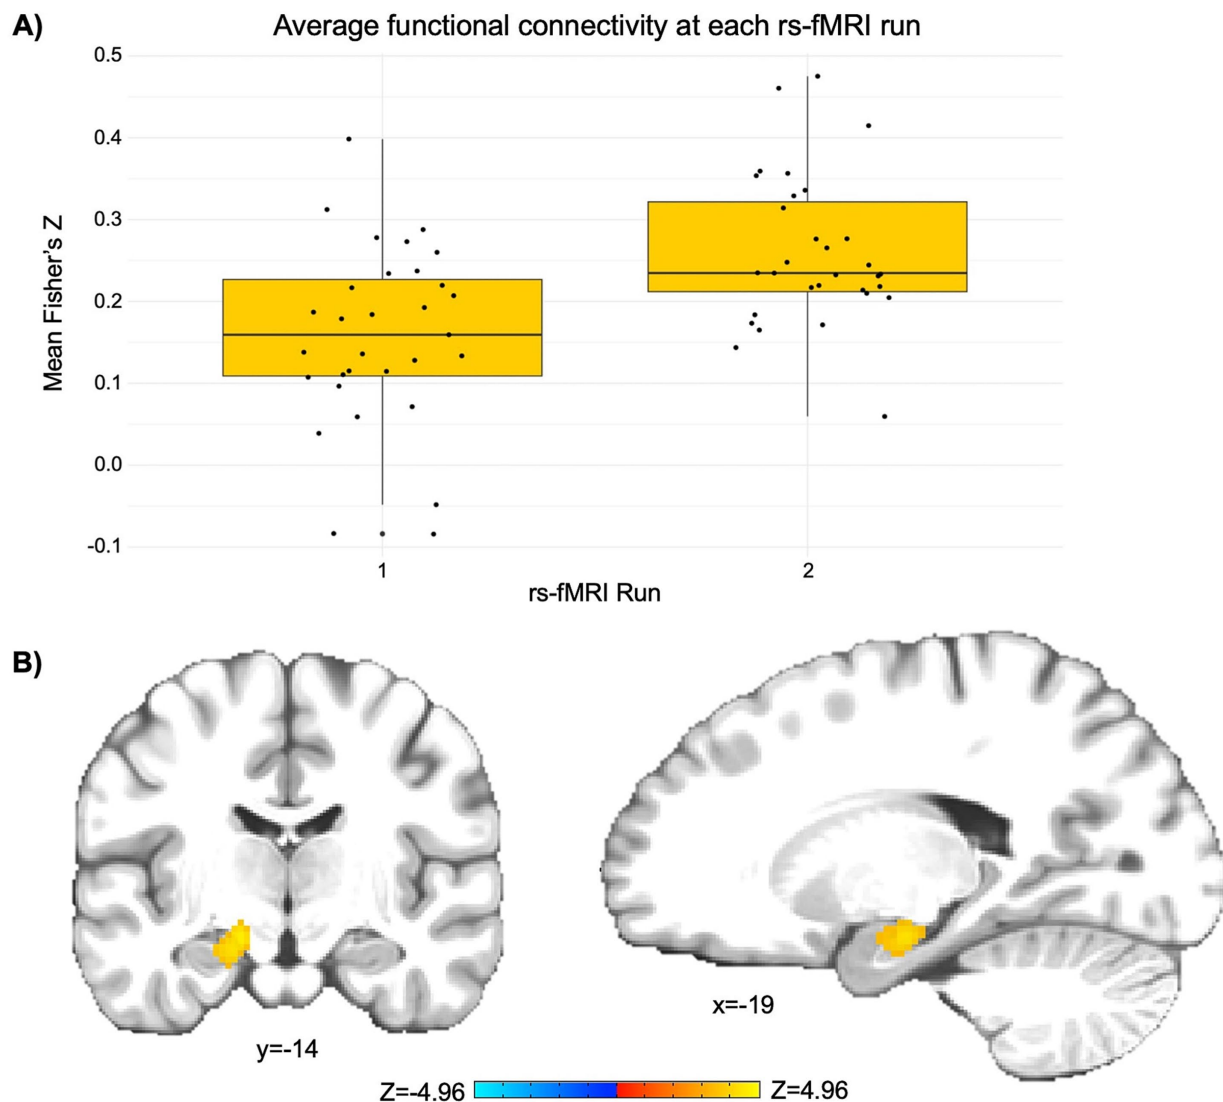 A)
Average functional connectivity at each rs-fMRI run
0.5
0.4
0.3
0.2
0.1
0.0
-0.1
Mean Fisher's Z
1 2
rs-fMRI Run
B)
y=-14
x=-19
Z=-4.96 Z=4.96